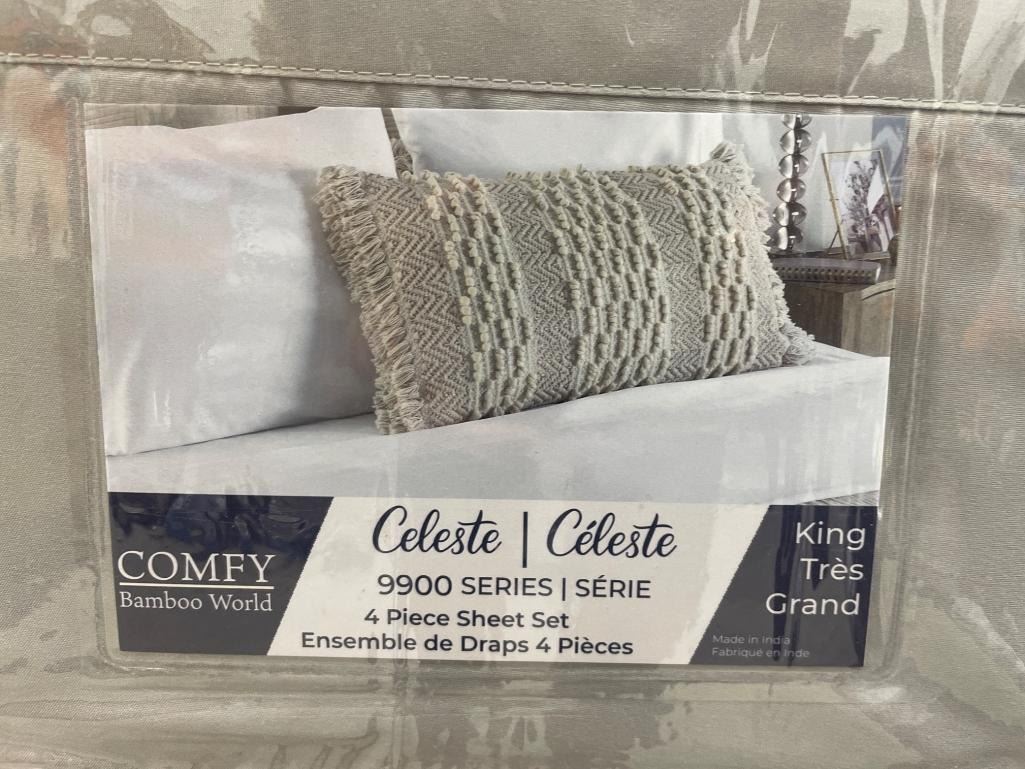 COMFY
Bamboo World
Celeste | Céleste
9900 SERIES | SÉRIE
4 Piece Sheet Set
Ensemble de Draps 4 Pièces
King
Très
Grand
Made in India
Fabriqué en Inde